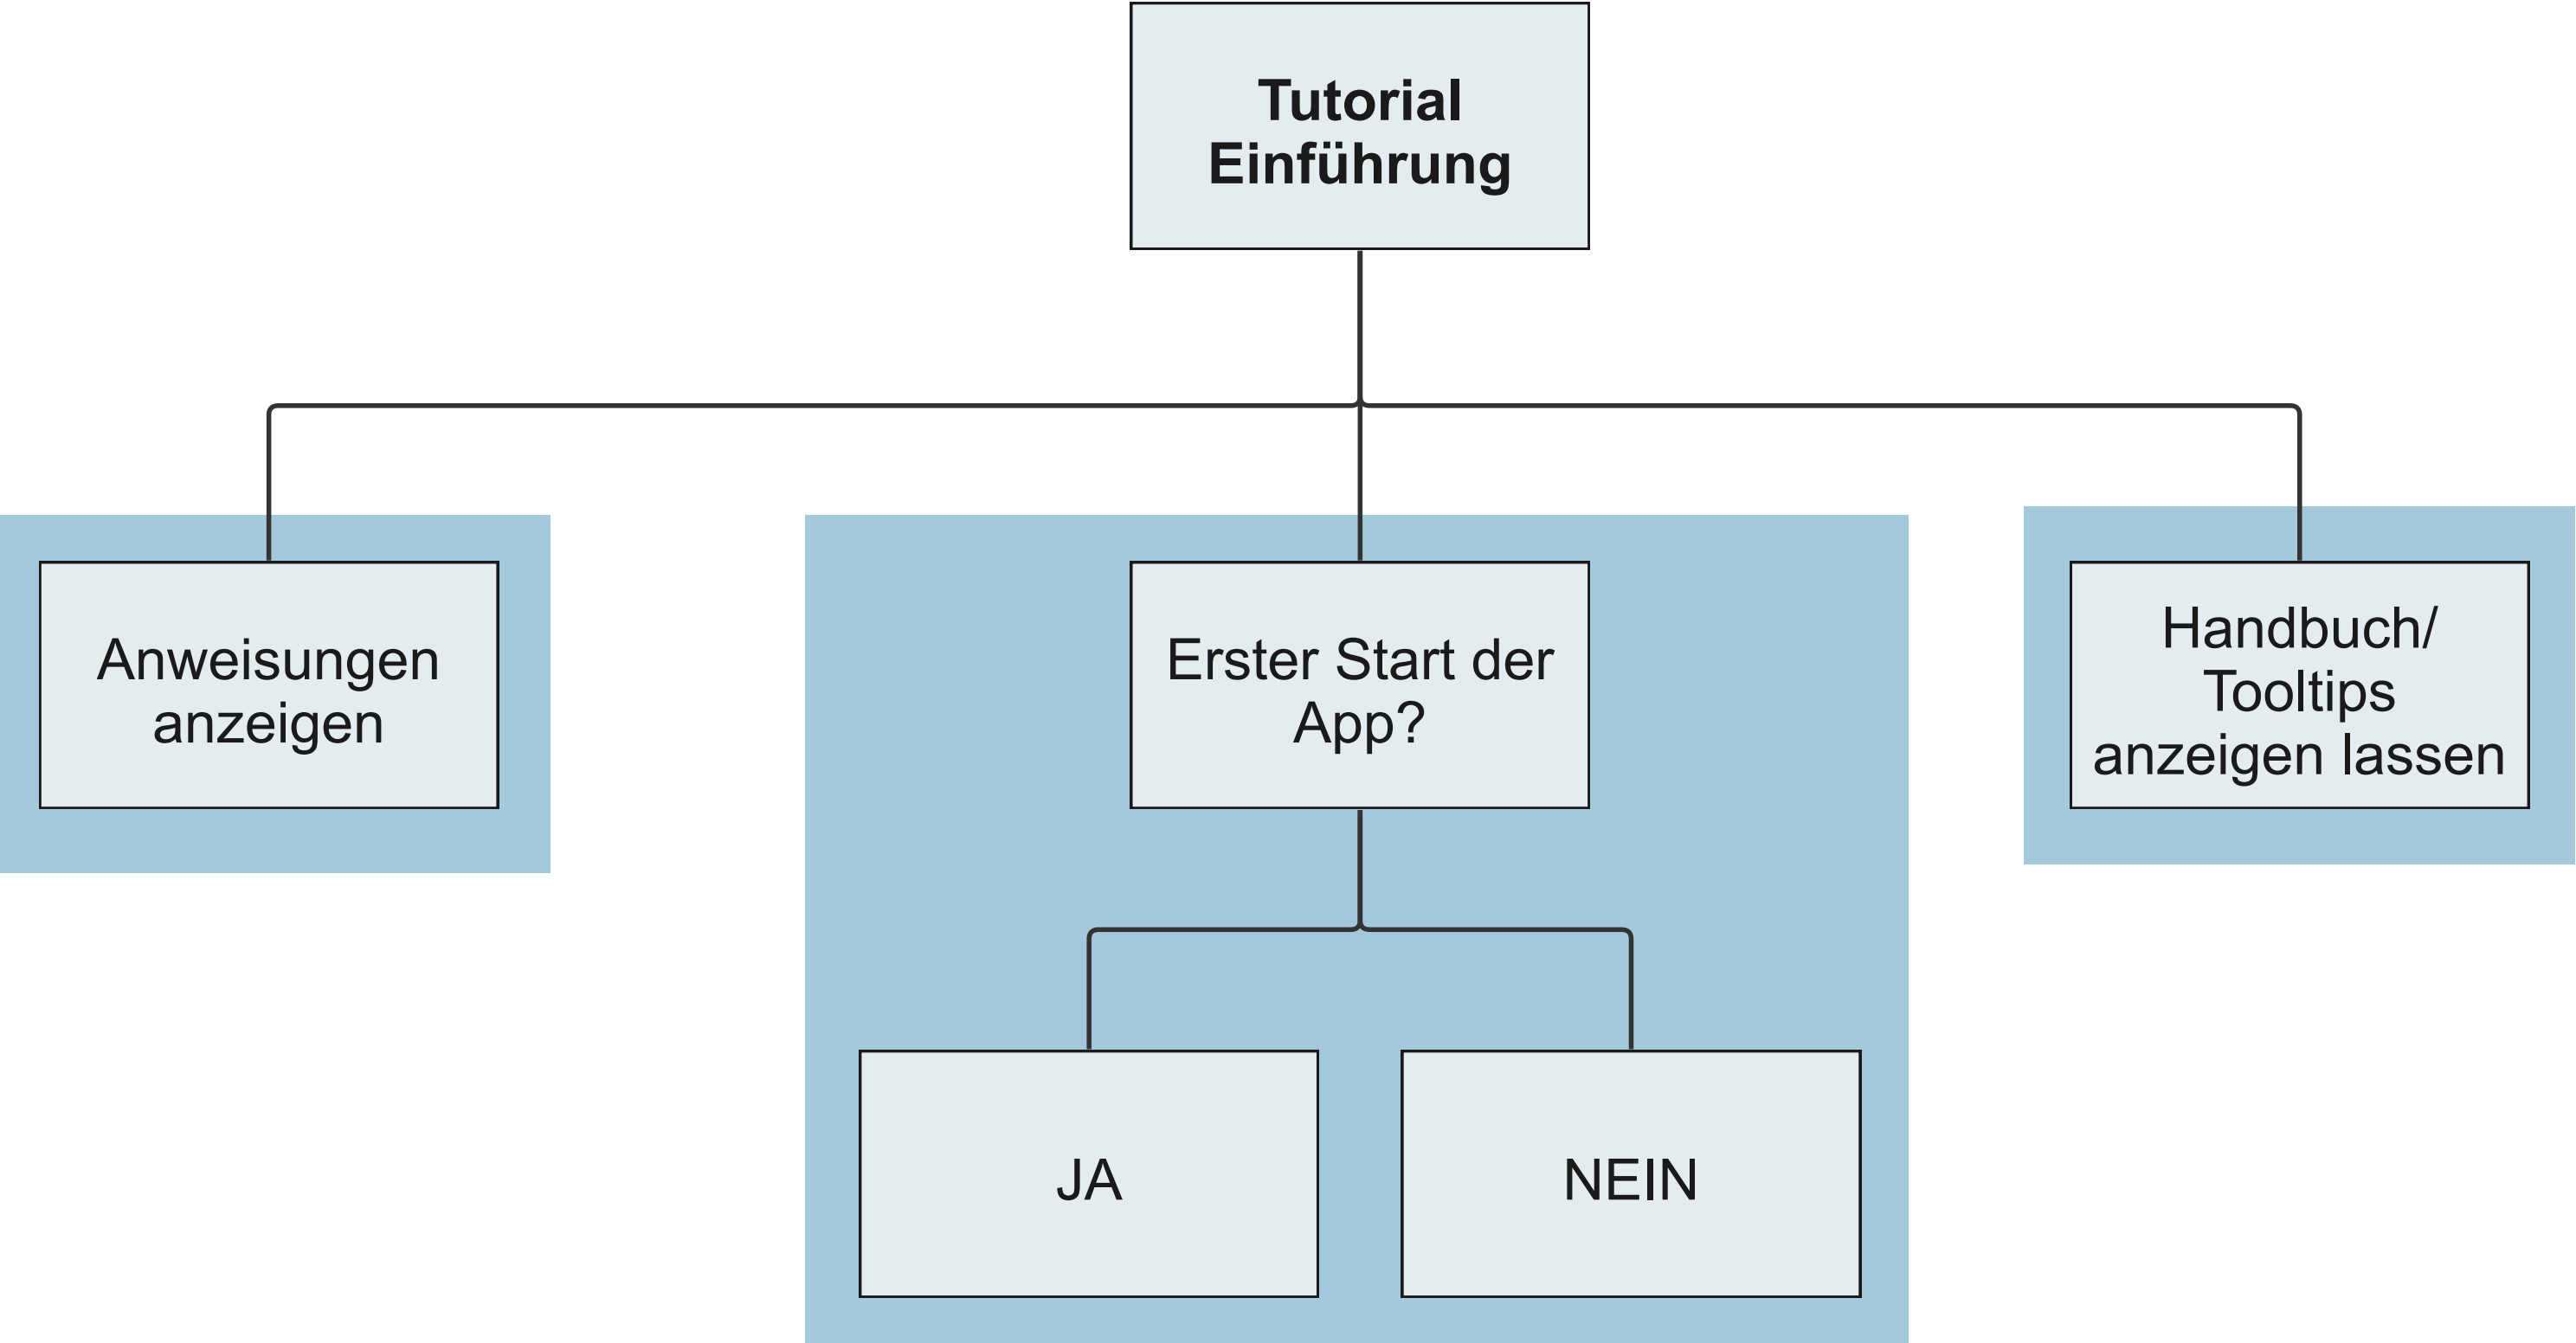 Tutorial
Einführung
Anweisungen
anzeigen
Erster Start der
App?
Handbuch/
Tooltips
anzeigen lassen
JA
NEIN